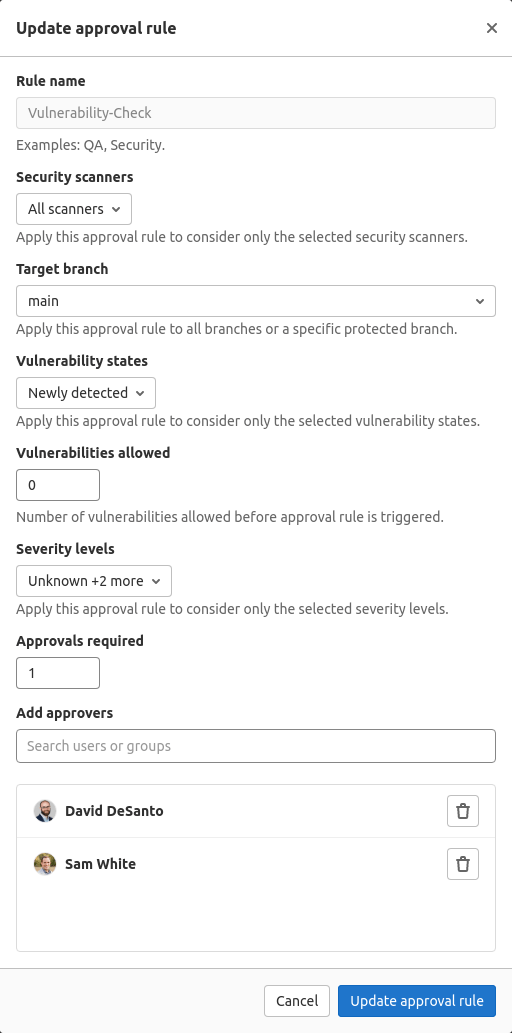 Update approval rule
Rule name
Vulnerability-Check
Examples: QA, Security.
Security scanners
All scanners
Apply this approval rule to consider only the selected security scanners.
Target branch
main
Apply this approval rule to all branches or a specific protected branch.
Vulnerability states
Newly detected
Apply this approval rule to consider only the selected vulnerability states.
Vulnerabilities allowed
0
Number of vulnerabilities allowed before approval rule is triggered.
Severity levels
Unknown +2 more
Apply this approval rule to consider only the selected severity levels.
Approvals required
1
Add approvers
Search users or groups
David DeSanto
Sam White
Cancel
Update approval rule